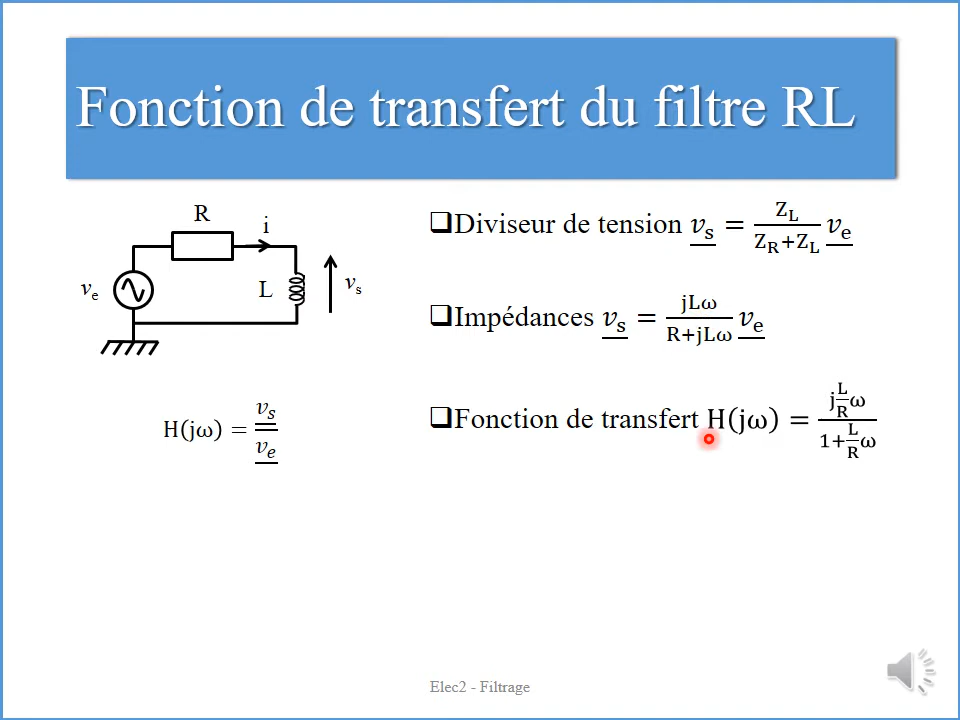 Fonction de transfert du filtre RL
R
i
v_e
L
v_s
❑Diviseur de tension v_s = Z_L/(Z_R+Z_L) v_e
❑Impédances v_s = jLω/(R+jLω) v_e
❑Fonction de transfert H(jω) = (j L/R ω)/(1+ L/R ω)
H(jω) = v_s/v_e
Elec2 - Filtrage